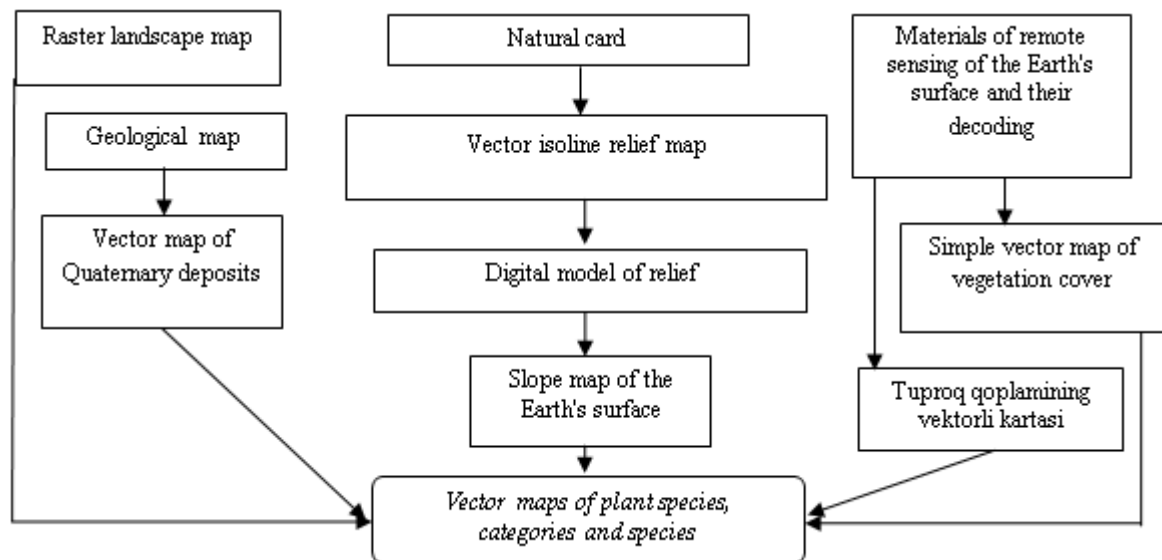 Raster landscape map
Natural card
Materials of remote
sensing of the Earth's
surface and their
decoding
Geological map
Vector isoline relief map
Vector map of
Quaternary deposits
Digital model of relief
Simple vector map of
vegetation cover
Slope map of the
Earth's surface
Tuproq qoplamining
vektorli kartasi
Vector maps of plant species,
categories and species